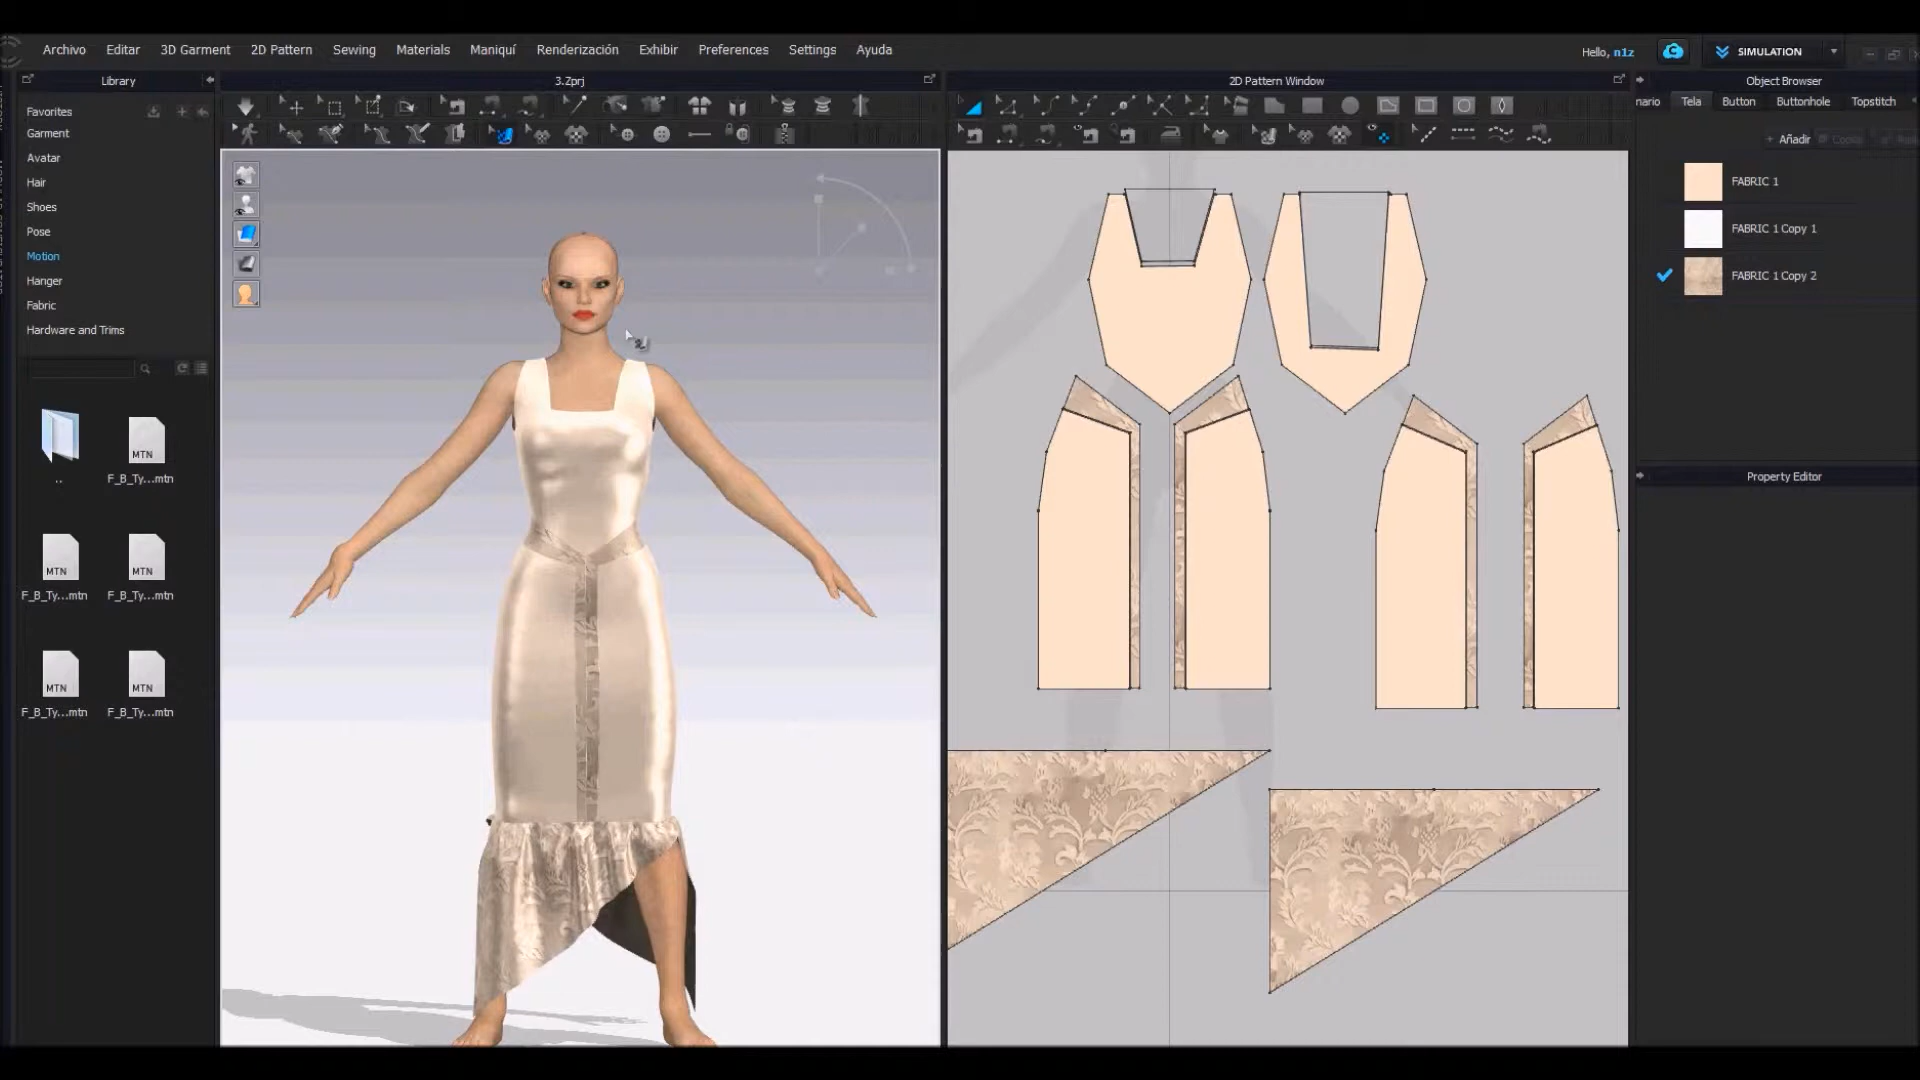 Archivo Editar 3D Garment 2D Pattern Sewing Materials Maniquí Renderización Exhibir Preferences Settings Ayuda
Hello, n1z
SIMULATION
Library
3.Zprj
2D Pattern Window
Object Browser
Favorites
Garment
Avatar
Hair
Shoes
Pose
Motion
Hanger
Fabric
Hardware and Trims
..
MTN
F_B_Ty...mtn
MTN
F_B_Ty...mtn
MTN
F_B_Ty...mtn
MTN
F_B_Ty...mtn
MTN
F_B_Ty...mtn
nario Tela Button Buttonhole Topstitch
+ Añadir
FABRIC 1
FABRIC 1 Copy 1
FABRIC 1 Copy 2
Property Editor